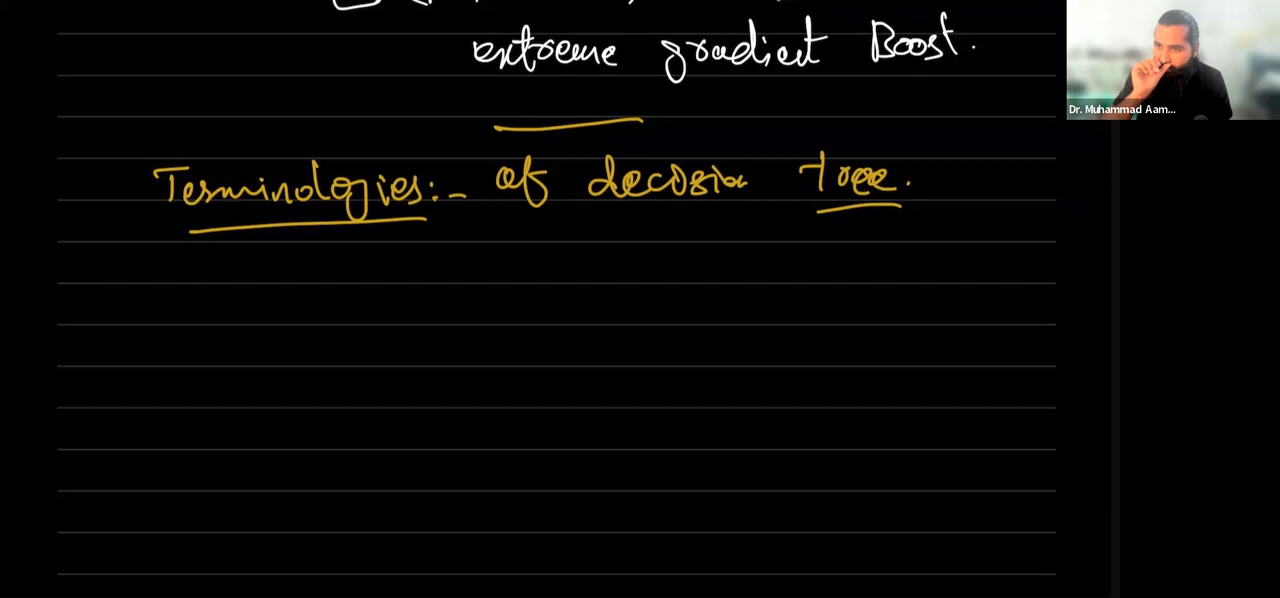 extreme gradient Boost.
Dr. Muhammad Aam...
Terminologies:- of decision tree.